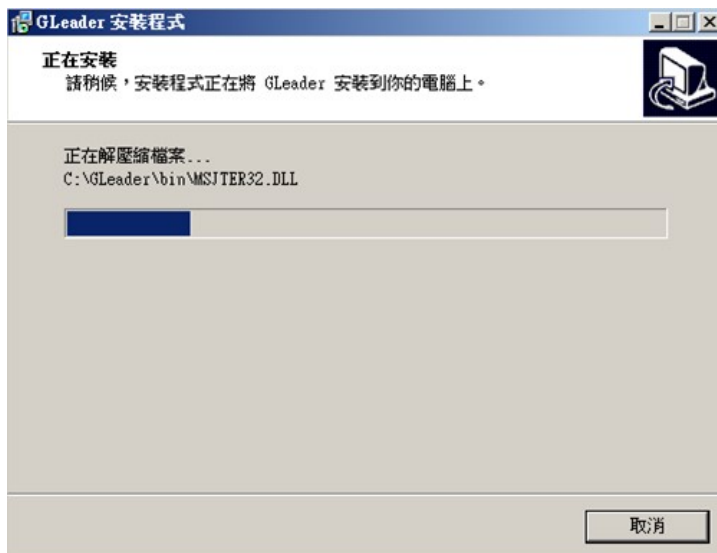 GLeader 安裝程式
正在安裝
請稍候，安裝程式正在將 GLeader 安裝到你的電腦上。
正在解壓縮檔案...
C:\GLeader\bin\MSJTER32.DLL
取消